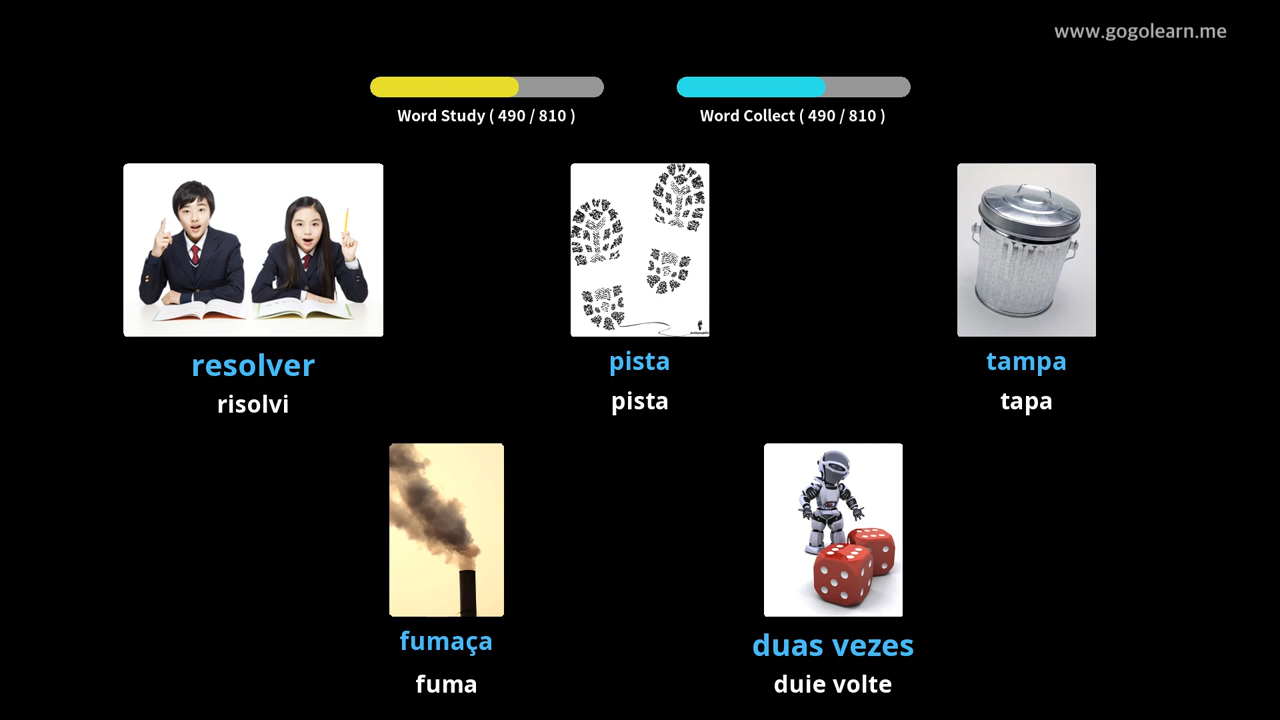 www.gogolearn.me
Word Study ( 490 / 810 )
Word Collect ( 490 / 810 )
resolver
risolvi
pista
pista
tampa
tapa
fumaça
fuma
duas vezes
duie volte